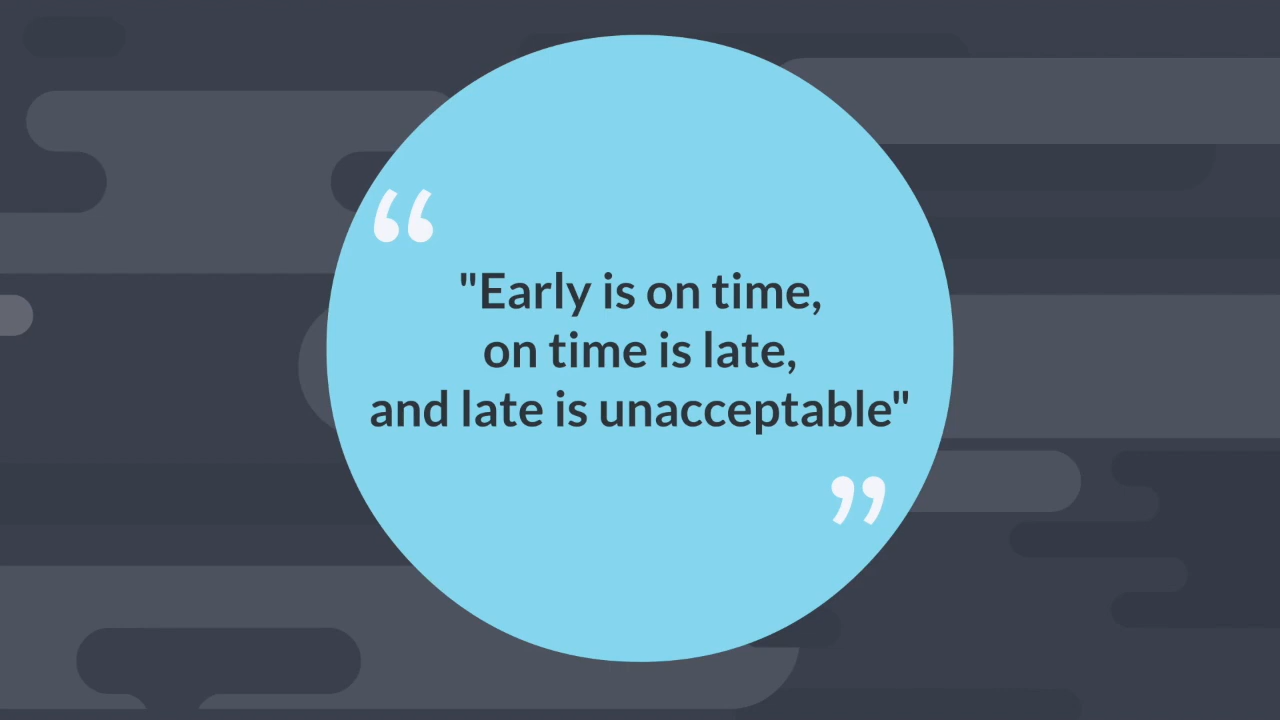 "Early is on time,
on time is late,
and late is unacceptable"